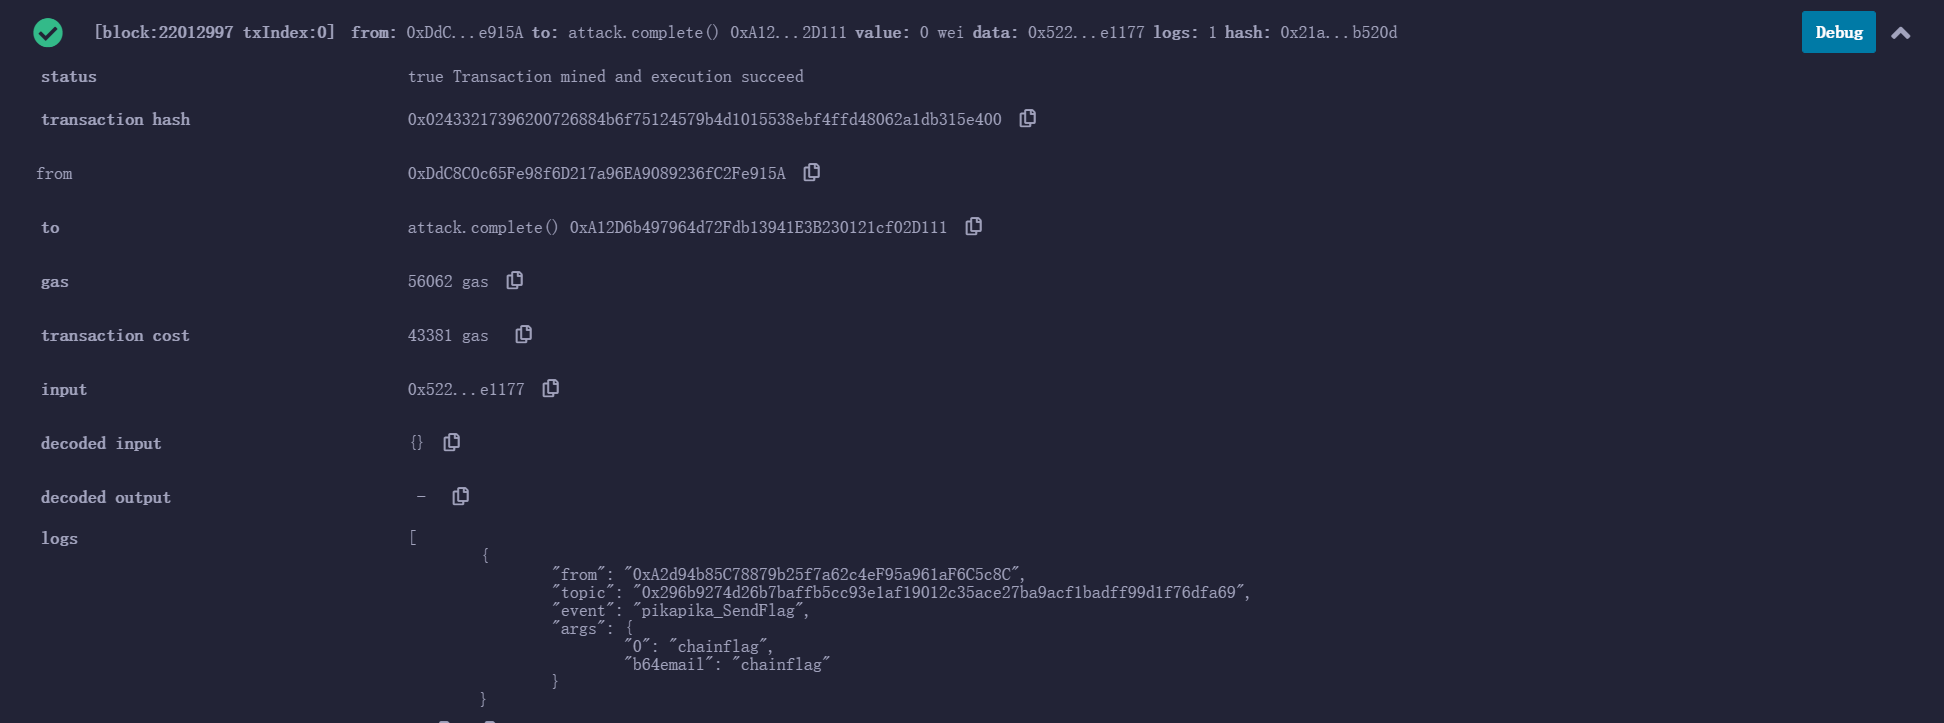 [block:22012997 txIndex:0] from: 0xDdC...e915A to: attack.complete() 0xA12...2D111 value: 0 wei data: 0x522...e1177 logs: 1 hash: 0x21a...b520d Debug
status true Transaction mined and execution succeed
transaction hash 0x02433217396200726884b6f75124579b4d1015538ebf4ffd48062a1db315e400
from 0xDdC8C0c65Fe98f6D217a96EA9089236fC2Fe915A
to attack.complete() 0xA12D6b497964d72Fdb13941E3B230121cf02D111
gas 56062 gas
transaction cost 43381 gas
input 0x522...e1177
decoded input {}
decoded output -
logs [
{
"from": "0xA2d94b85C78879b25f7a62c4eF95a961aF6C5c8C",
"topic": "0x296b9274d26b7baffb5cc93e1af19012c35ace27ba9acf1badff99d1f76dfa69",
"event": "pikapika_SendFlag",
"args": {
"0": "chainflag",
"b64email": "chainflag"
}
}